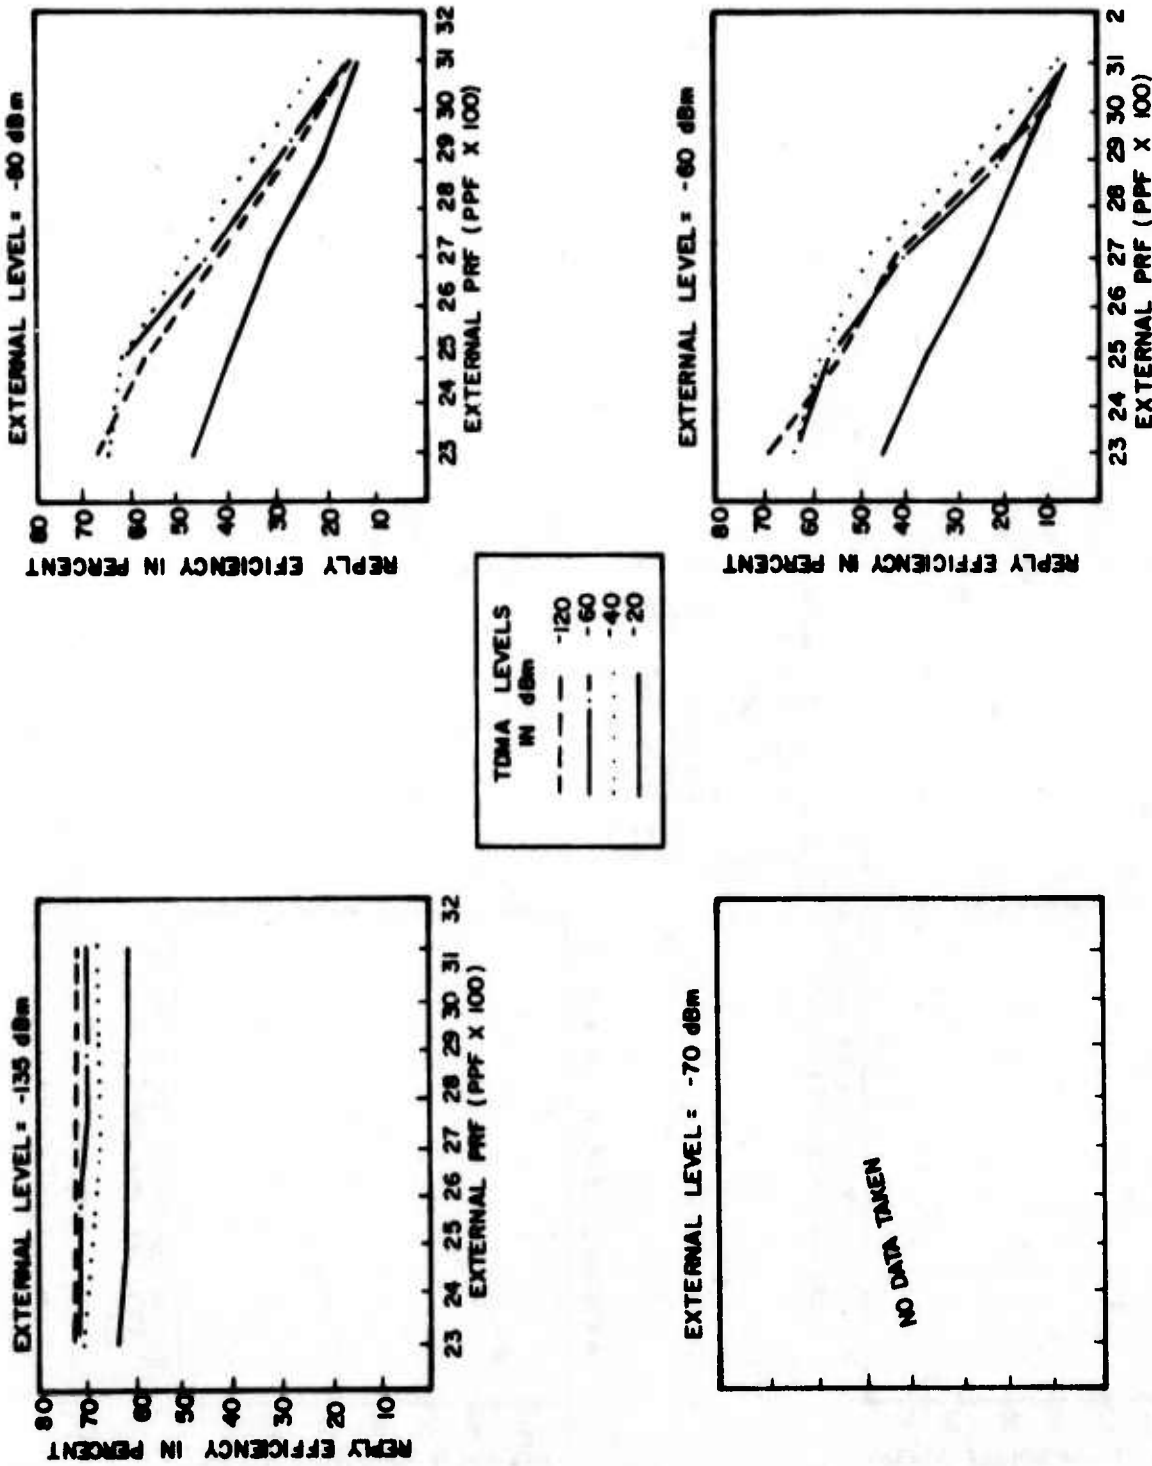 EXTERNAL LEVEL= -135 dBm
REPLY EFFICIENCY IN PERCENT
80
70
60
50
40
30
20
10
23 24 25 26 27 28 29 30 31 32
EXTERNAL PRF (PPF X 100)
EXTERNAL LEVEL= -80 dBm
REPLY EFFICIENCY IN PERCENT
80
70
60
50
40
30
20
10
23 24 25 26 27 28 29 30 31 32
EXTERNAL PRF (PPF X 100)
TDMA LEVELS
IN dBm
-120
-60
-40
-20
EXTERNAL LEVEL= -70 dBm
NO DATA TAKEN
EXTERNAL LEVEL= -60 dBm
REPLY EFFICIENCY IN PERCENT
80
70
60
50
40
30
20
10
23 24 25 26 27 28 29 30 31 2
EXTERNAL PRF (PPF X 100)